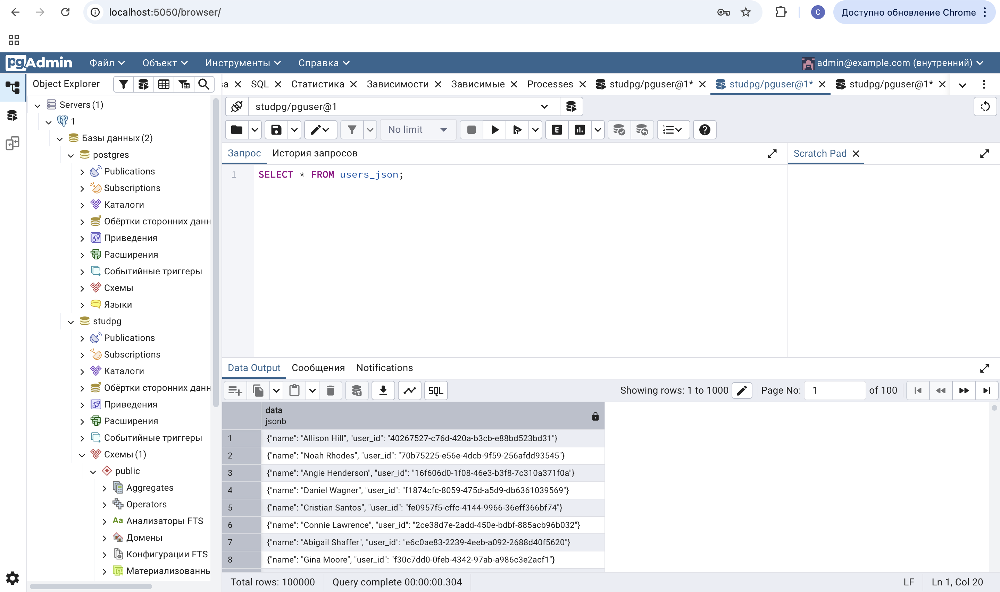 localhost:5050/browser/
C
Доступно обновление Chrome
pgAdmin
Файл
Объект
Инструменты
Справка
admin@example.com (внутренний)
Object Explorer
SQL
Статистика
Зависимости
Зависимые
Processes
studpg/pguser@1*
studpg/pguser@1*
studpg/pguser@1*
Servers (1)
1
Базы данных (2)
postgres
Publications
Subscriptions
Каталоги
Обёртки сторонних данн
Приведения
Расширения
Событийные триггеры
Схемы
Языки
studpg
Publications
Subscriptions
Каталоги
Обёртки сторонних данн
Приведения
Расширения
Событийные триггеры
Схемы (1)
public
Aggregates
Operators
Aa Анализаторы FTS
Домены
Конфигурации FTS
Материализованнь
studpg/pguser@1
No limit
E
Запрос
История запросов
Scratch Pad
1 SELECT * FROM users_json;
Data Output
Сообщения
Notifications
SQL
Showing rows: 1 to 1000
Page No: 1 of 100
data
jsonb
1 {"name": "Allison Hill", "user_id": "40267527-c76d-420a-b3cb-e88bd523bd31"}
2 {"name": "Noah Rhodes", "user_id": "70b75225-e56e-4dcb-9f59-256afdd93545"}
3 {"name": "Angie Henderson", "user_id": "16f606d0-1f08-46e3-b3f8-7c310a371f0a"}
4 {"name": "Daniel Wagner", "user_id": "f1874cfc-8059-475d-a5d9-db6361039569"}
5 {"name": "Cristian Santos", "user_id": "fe0957f5-cffc-4144-9966-36eff366bf74"}
6 {"name": "Connie Lawrence", "user_id": "2ce38d7e-2add-450e-bdbf-885acb96b032"}
7 {"name": "Abigail Shaffer", "user_id": "e6c0ae83-2239-4eeb-a092-2688d40f5620"}
8 {"name": "Gina Moore", "user_id": "f30c7dd0-0feb-4342-97ab-a986c3e2acf1"}
Total rows: 100000
Query complete 00:00:00.304
LF
Ln 1, Col 20